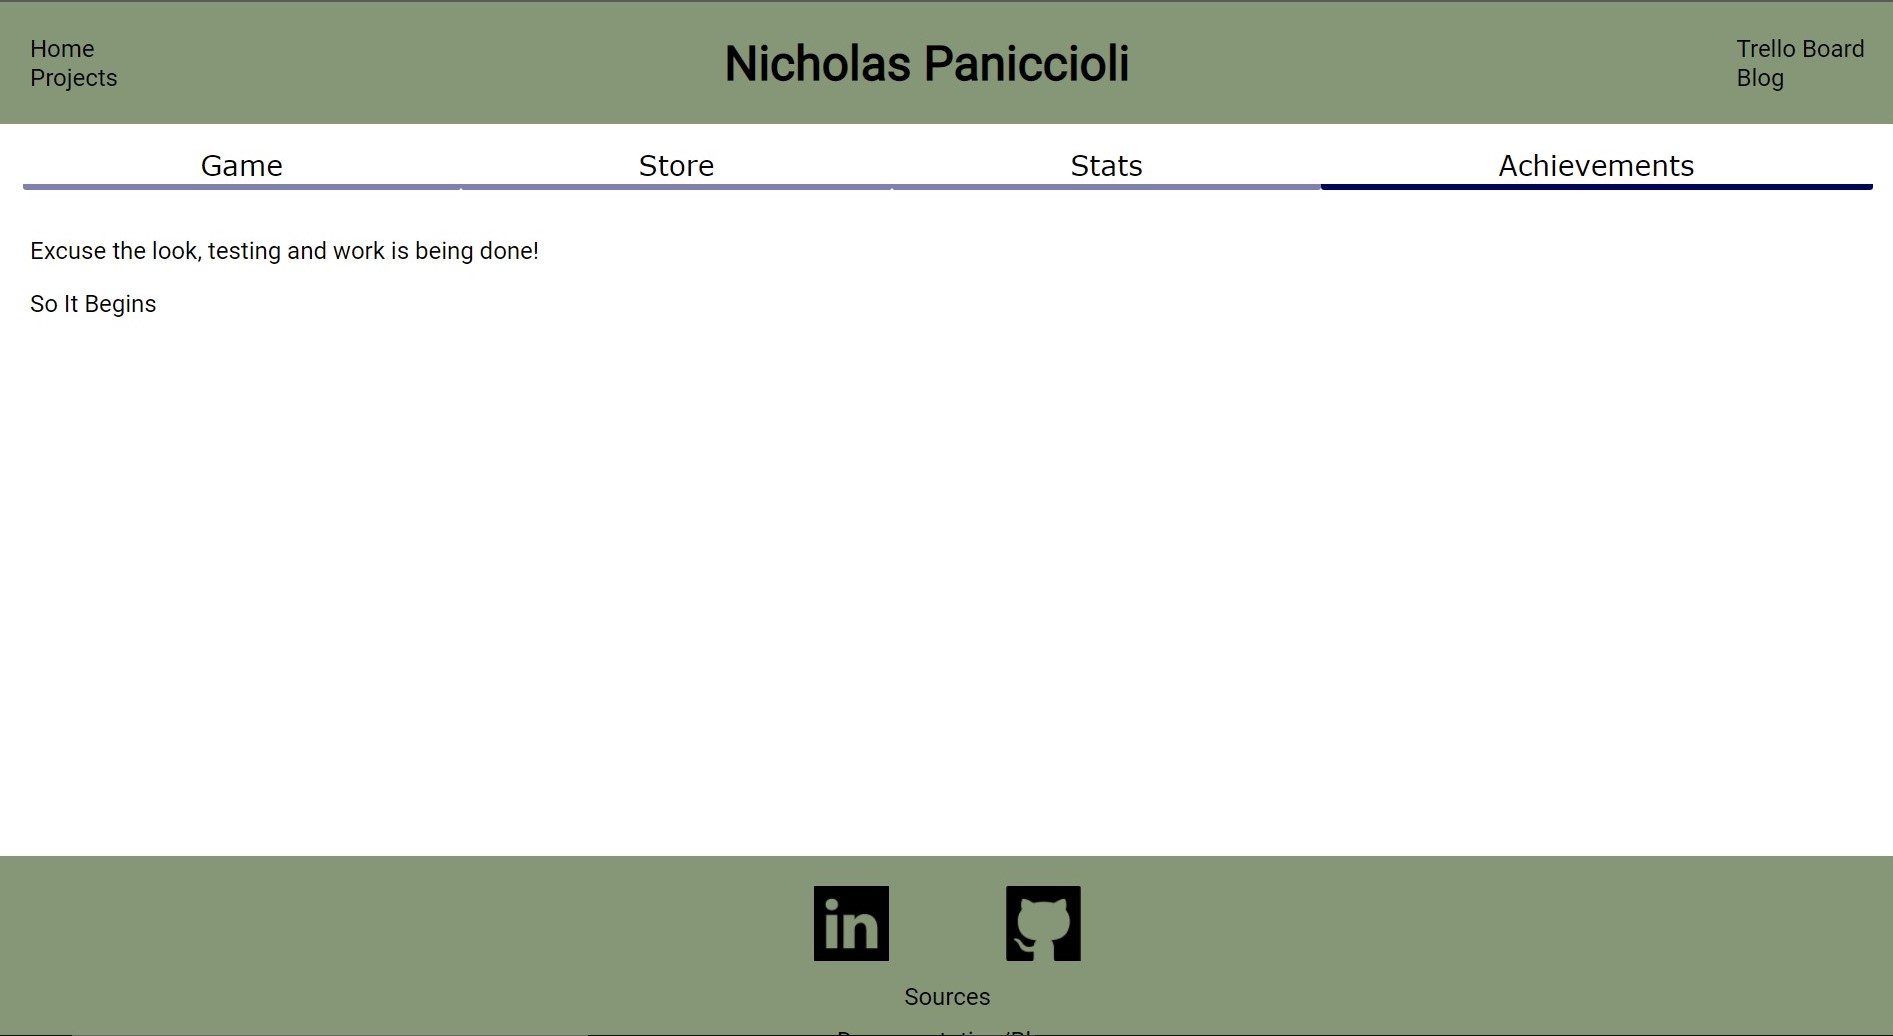 Home
Projects
Nicholas Paniccioli
Trello Board
Blog
Game
Store
Stats
Achievements
Excuse the look, testing and work is being done!
So It Begins
in
Sources